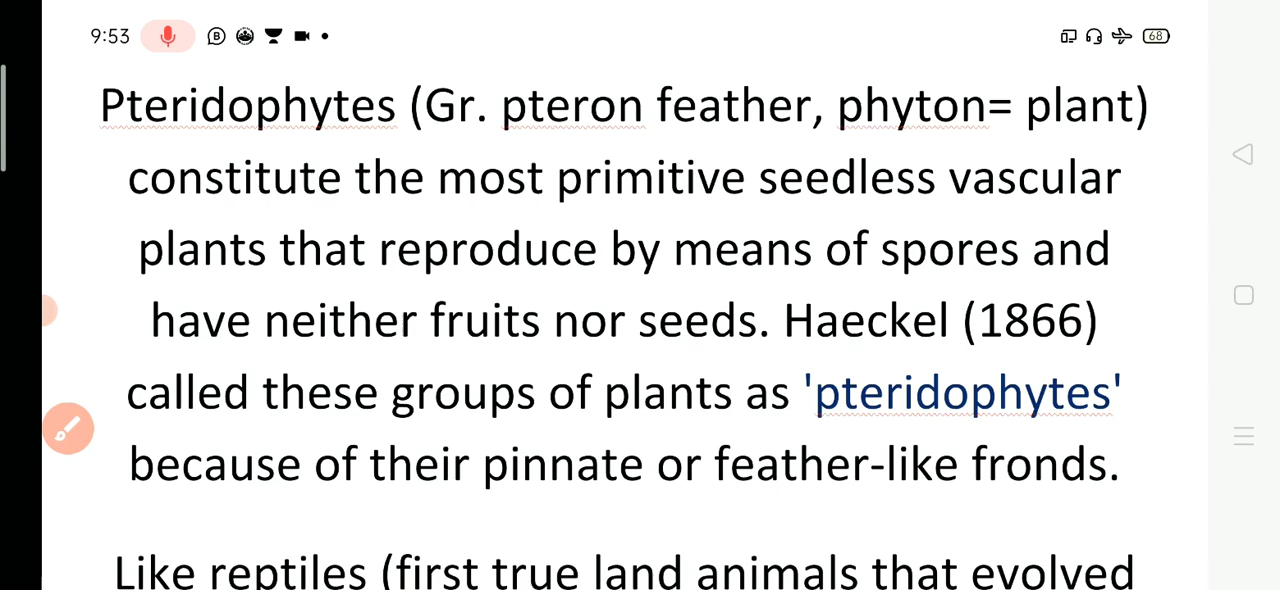 9:53
68
Pteridophytes (Gr. pteron feather, phyton= plant)
constitute the most primitive seedless vascular
plants that reproduce by means of spores and
have neither fruits nor seeds. Haeckel (1866)
called these groups of plants as 'pteridophytes'
because of their pinnate or feather-like fronds.
Like reptiles (first true land animals that evolved